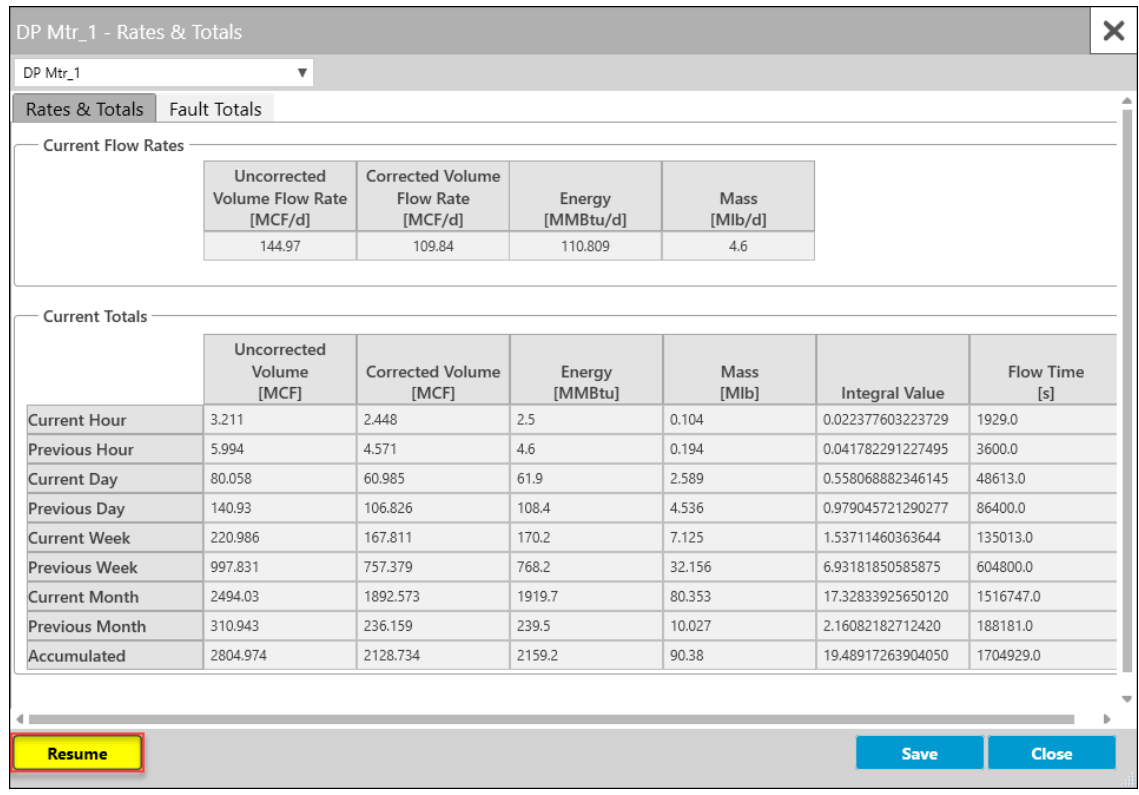 DP Mtr_1 - Rates & Totals
DP Mtr_1
Rates & Totals Fault Totals
Current Flow Rates
Uncorrected Volume Flow Rate [MCF/d] Corrected Volume Flow Rate [MCF/d] Energy [MMBtu/d] Mass [Mlb/d]
144.97 109.84 110.809 4.6
Current Totals
Uncorrected Volume [MCF] Corrected Volume [MCF] Energy [MMBtu] Mass [Mlb] Integral Value Flow Time [s]
Current Hour 3.211 2.448 2.5 0.104 0.022377603223729 1929.0
Previous Hour 5.994 4.571 4.6 0.194 0.041782291227495 3600.0
Current Day 80.058 60.985 61.9 2.589 0.558068882346145 48613.0
Previous Day 140.93 106.826 108.4 4.536 0.979045721290277 86400.0
Current Week 220.986 167.811 170.2 7.125 1.53711460363644 135013.0
Previous Week 997.831 757.379 768.2 32.156 6.93181850585875 604800.0
Current Month 2494.03 1892.573 1919.7 80.353 17.32833925650120 1516747.0
Previous Month 310.943 236.159 239.5 10.027 2.16082182712420 188181.0
Accumulated 2804.974 2128.734 2159.2 90.38 19.48917263904050 1704929.0
Resume Save Close